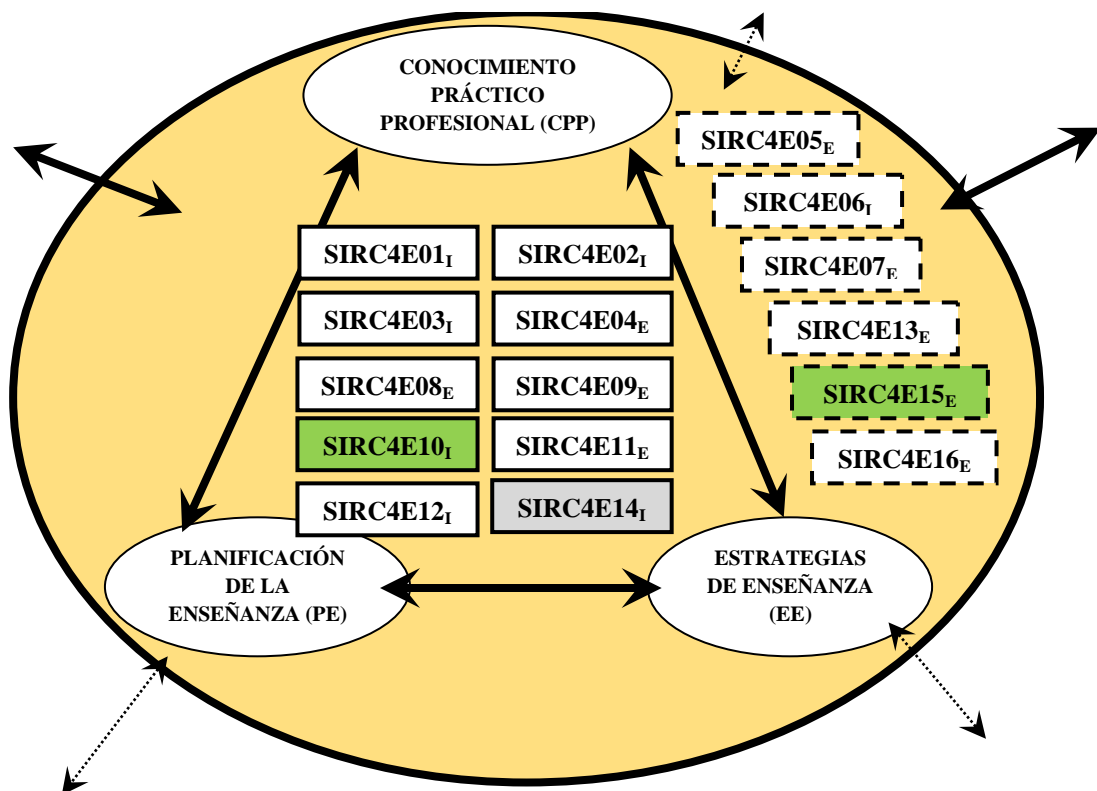 CONOCIMIENTO
PRÁCTICO
PROFESIONAL (CPP)
SIRC4E05E
SIRC4E06I
SIRC4E07E
SIRC4E13E
SIRC4E15E
SIRC4E16E
SIRC4E01I
SIRC4E02I
SIRC4E03I
SIRC4E04E
SIRC4E08E
SIRC4E09E
SIRC4E10I
SIRC4E11E
SIRC4E12I
SIRC4E14I
PLANIFICACIÓN
DE LA
ENSEÑANZA (PE)
ESTRATEGIAS
DE ENSEÑANZA
(EE)